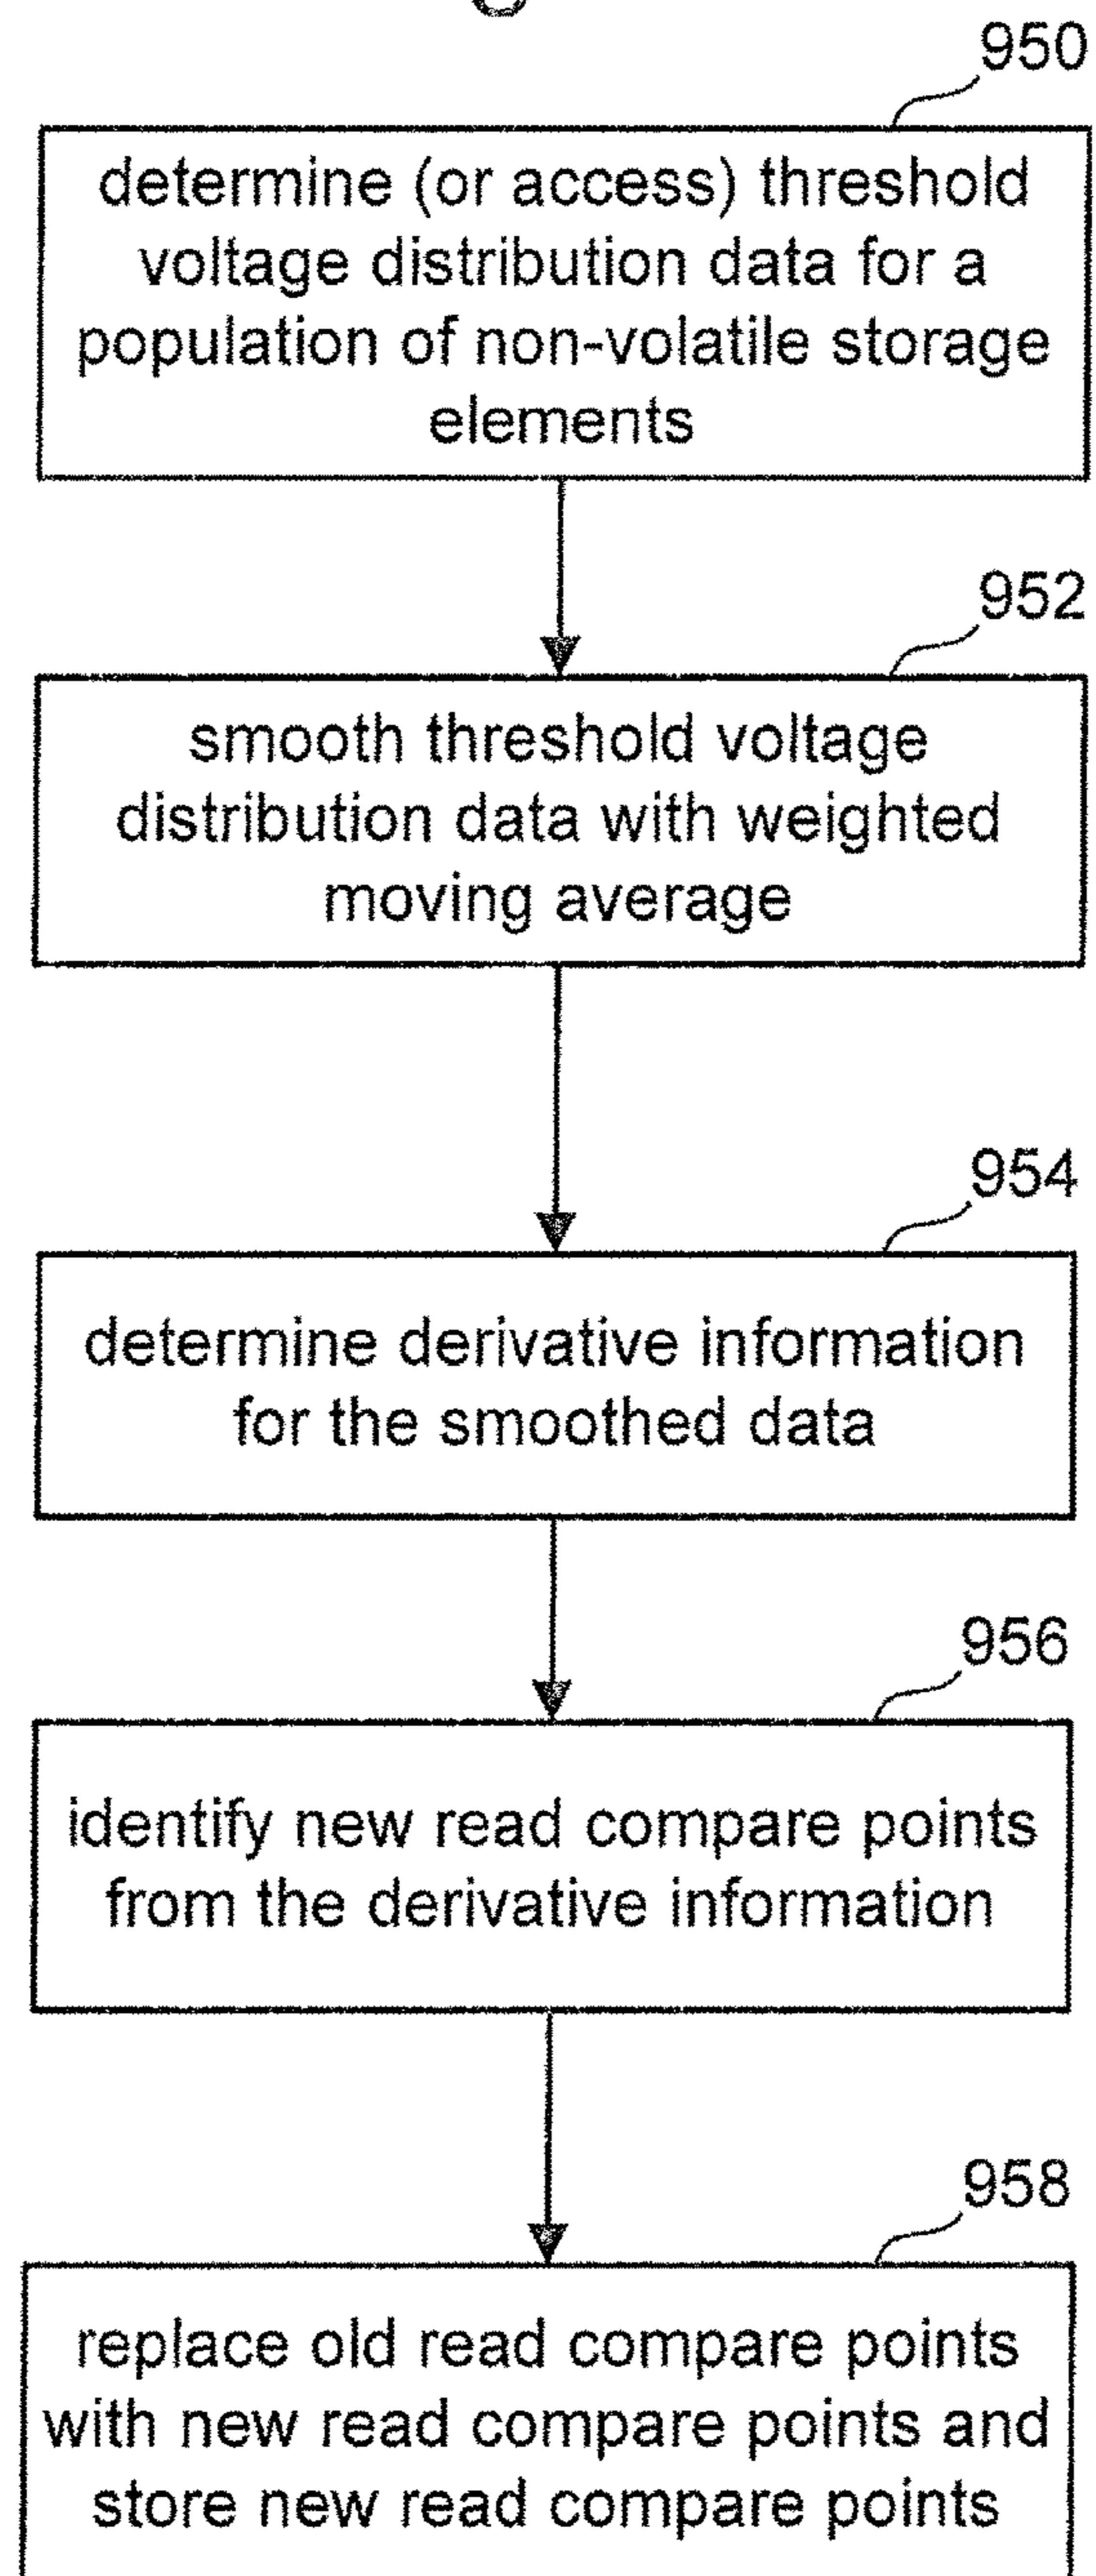 950
determine (or access) threshold
voltage distribution data for a
population of non-volatile storage
elements
952
smooth threshold voltage
distribution data with weighted
moving average
954
determine derivative information
for the smoothed data
956
identify new read compare points
from the derivative information
958
replace old read compare points
with new read compare points and
store new read compare points